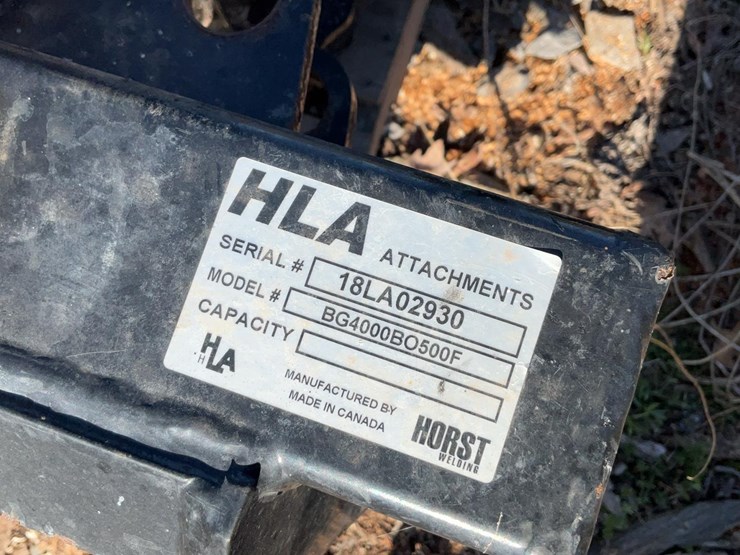 HLA ATTACHMENTS
SERIAL # 18LA02930
MODEL # BG4000BO500F
CAPACITY
HLA
MANUFACTURED BY
MADE IN CANADA
HORST
WELDING